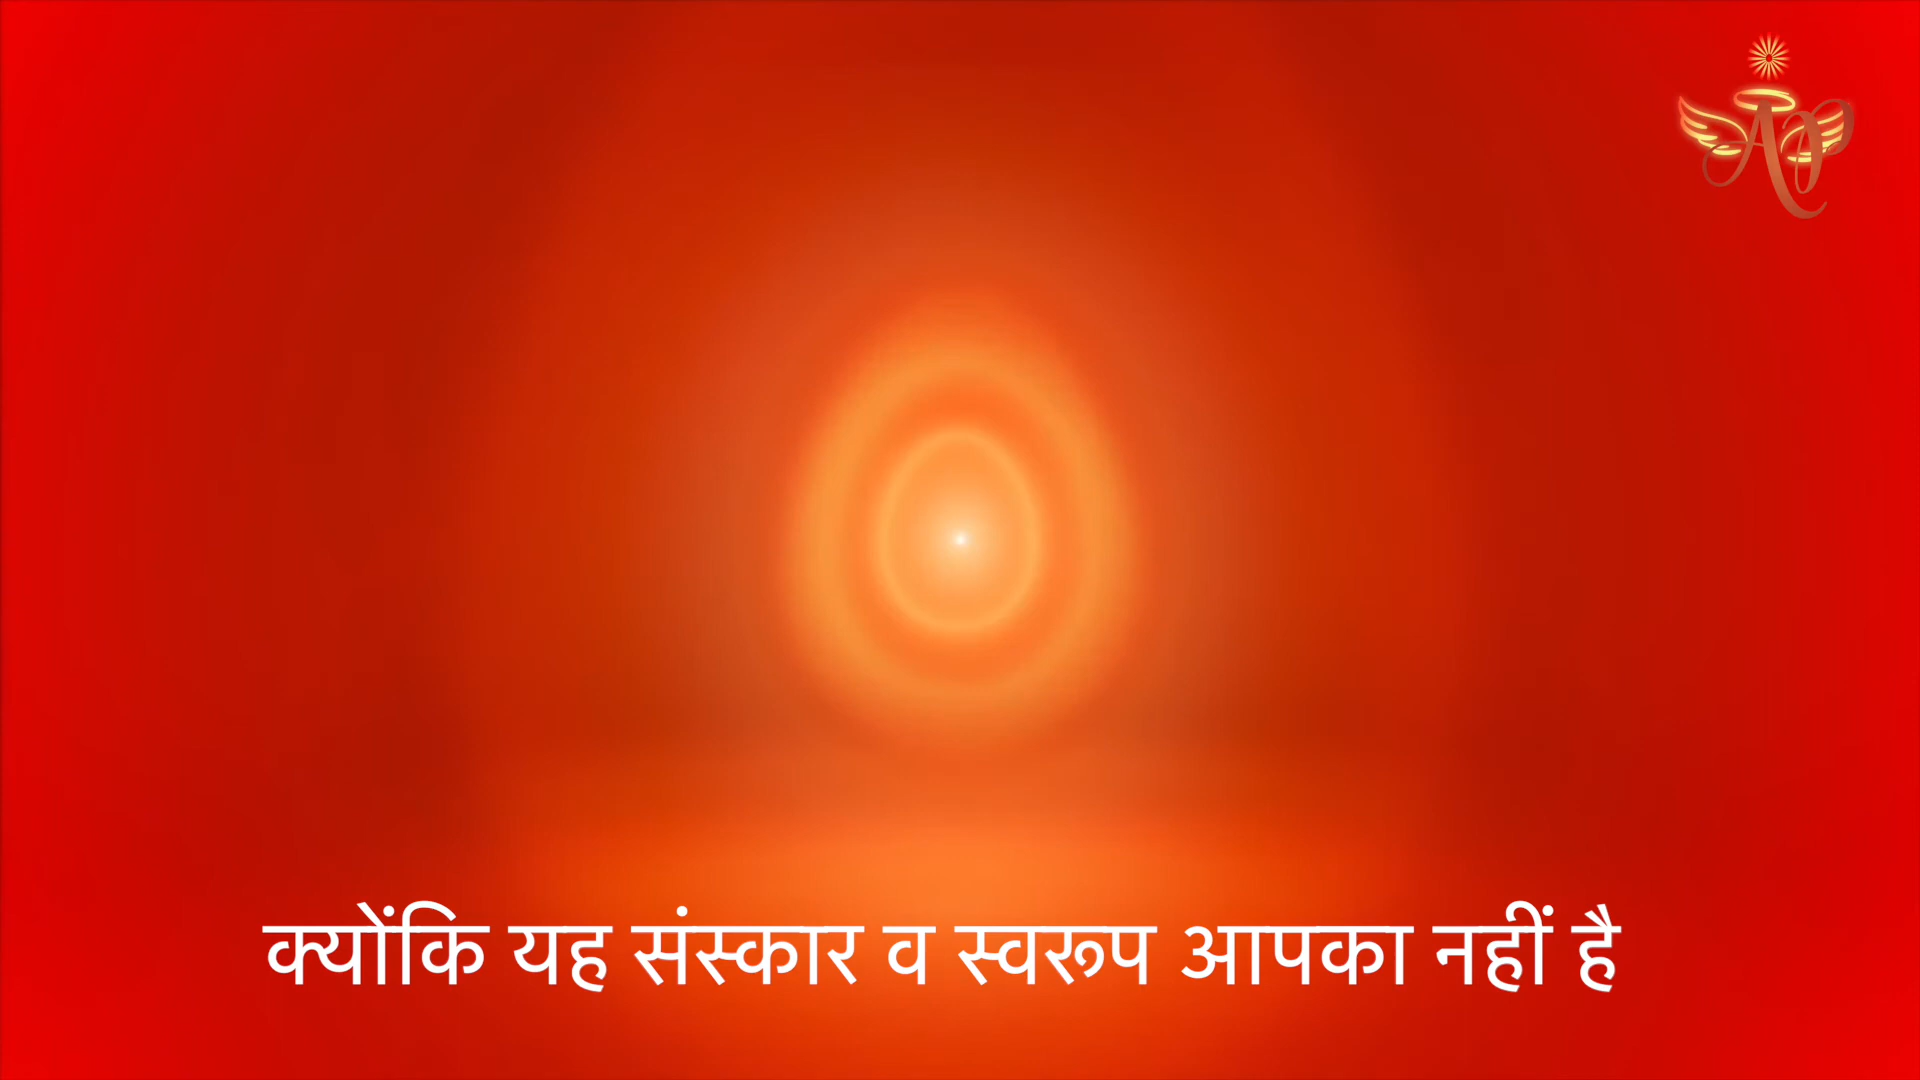 क्योंकि यह संस्कार व स्वरूप आपका नहीं है